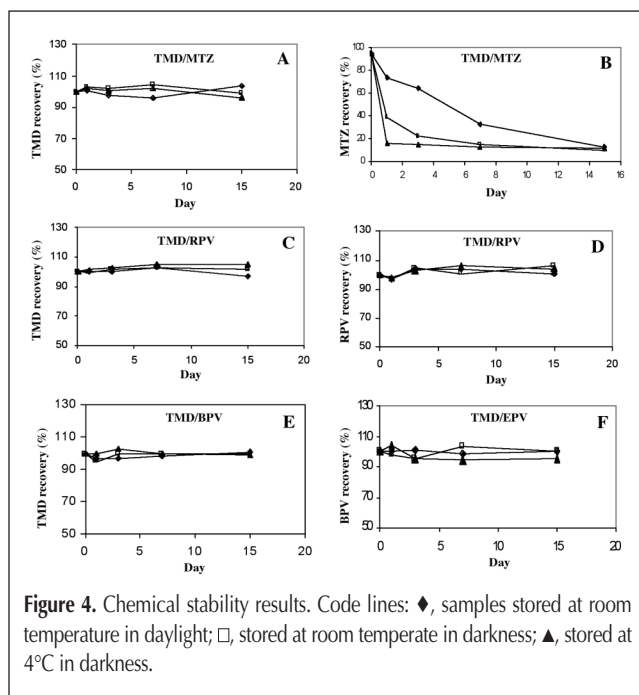 TMD/MTZ
A
TMD recovery (%)
130
110
90
70
50
0 5 10 15 20
Day
TMD/MTZ
B
MTZ recovery (%)
100
80
60
40
20
0
0 2 4 6 8 10 12 14 16
Day
TMD/RPV
C
TMD recovery (%)
130
110
90
70
50
0 5 10 15 20
Day
TMD/RPV
D
RPV recovery (%)
130
110
90
70
50
0 5 10 15 20
Day
TMD/BPV
E
TMD recovery (%)
130
110
90
70
50
0 5 10 15 20
Day
TMD/EPV
F
BPV recovery (%)
130
110
90
70
50
0 5 10 15 20
Day
Figure 4. Chemical stability results. Code lines: ♦, samples stored at room
temperature in daylight; □, stored at room temperate in darkness; ▲, stored at
4°C in darkness.